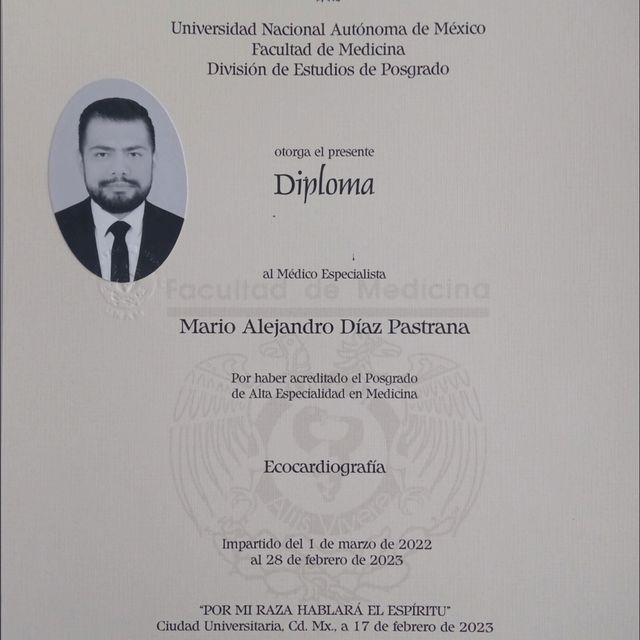 Universidad Nacional Autónoma de México
Facultad de Medicina
División de Estudios de Posgrado
otorga el presente
Diploma
al Médico Especialista
Facultad de Medicina
Mario Alejandro Díaz Pastrana
Por haber acreditado el Posgrado
de Alta Especialidad en Medicina
Ecocardiografía
Aliis Vivere
Impartido del 1 de marzo de 2022
al 28 de febrero de 2023
"POR MI RAZA HABLARÁ EL ESPÍRITU"
Ciudad Universitaria, Cd. Mx., a 17 de febrero de 2023